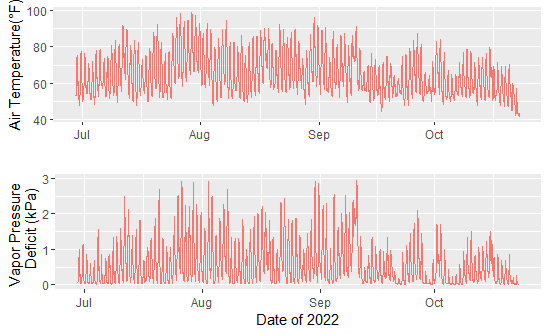 Air Temperature(°F)
100
80
60
40
Jul Aug Sep Oct
Vapor Pressure
Deficit (kPa)
3
2
1
0
Jul Aug Sep Oct
Date of 2022